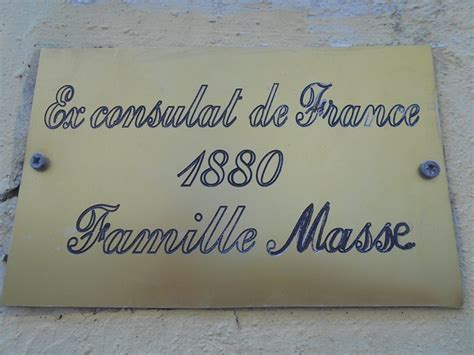 Ex consulat de France
1880
Famille Masse